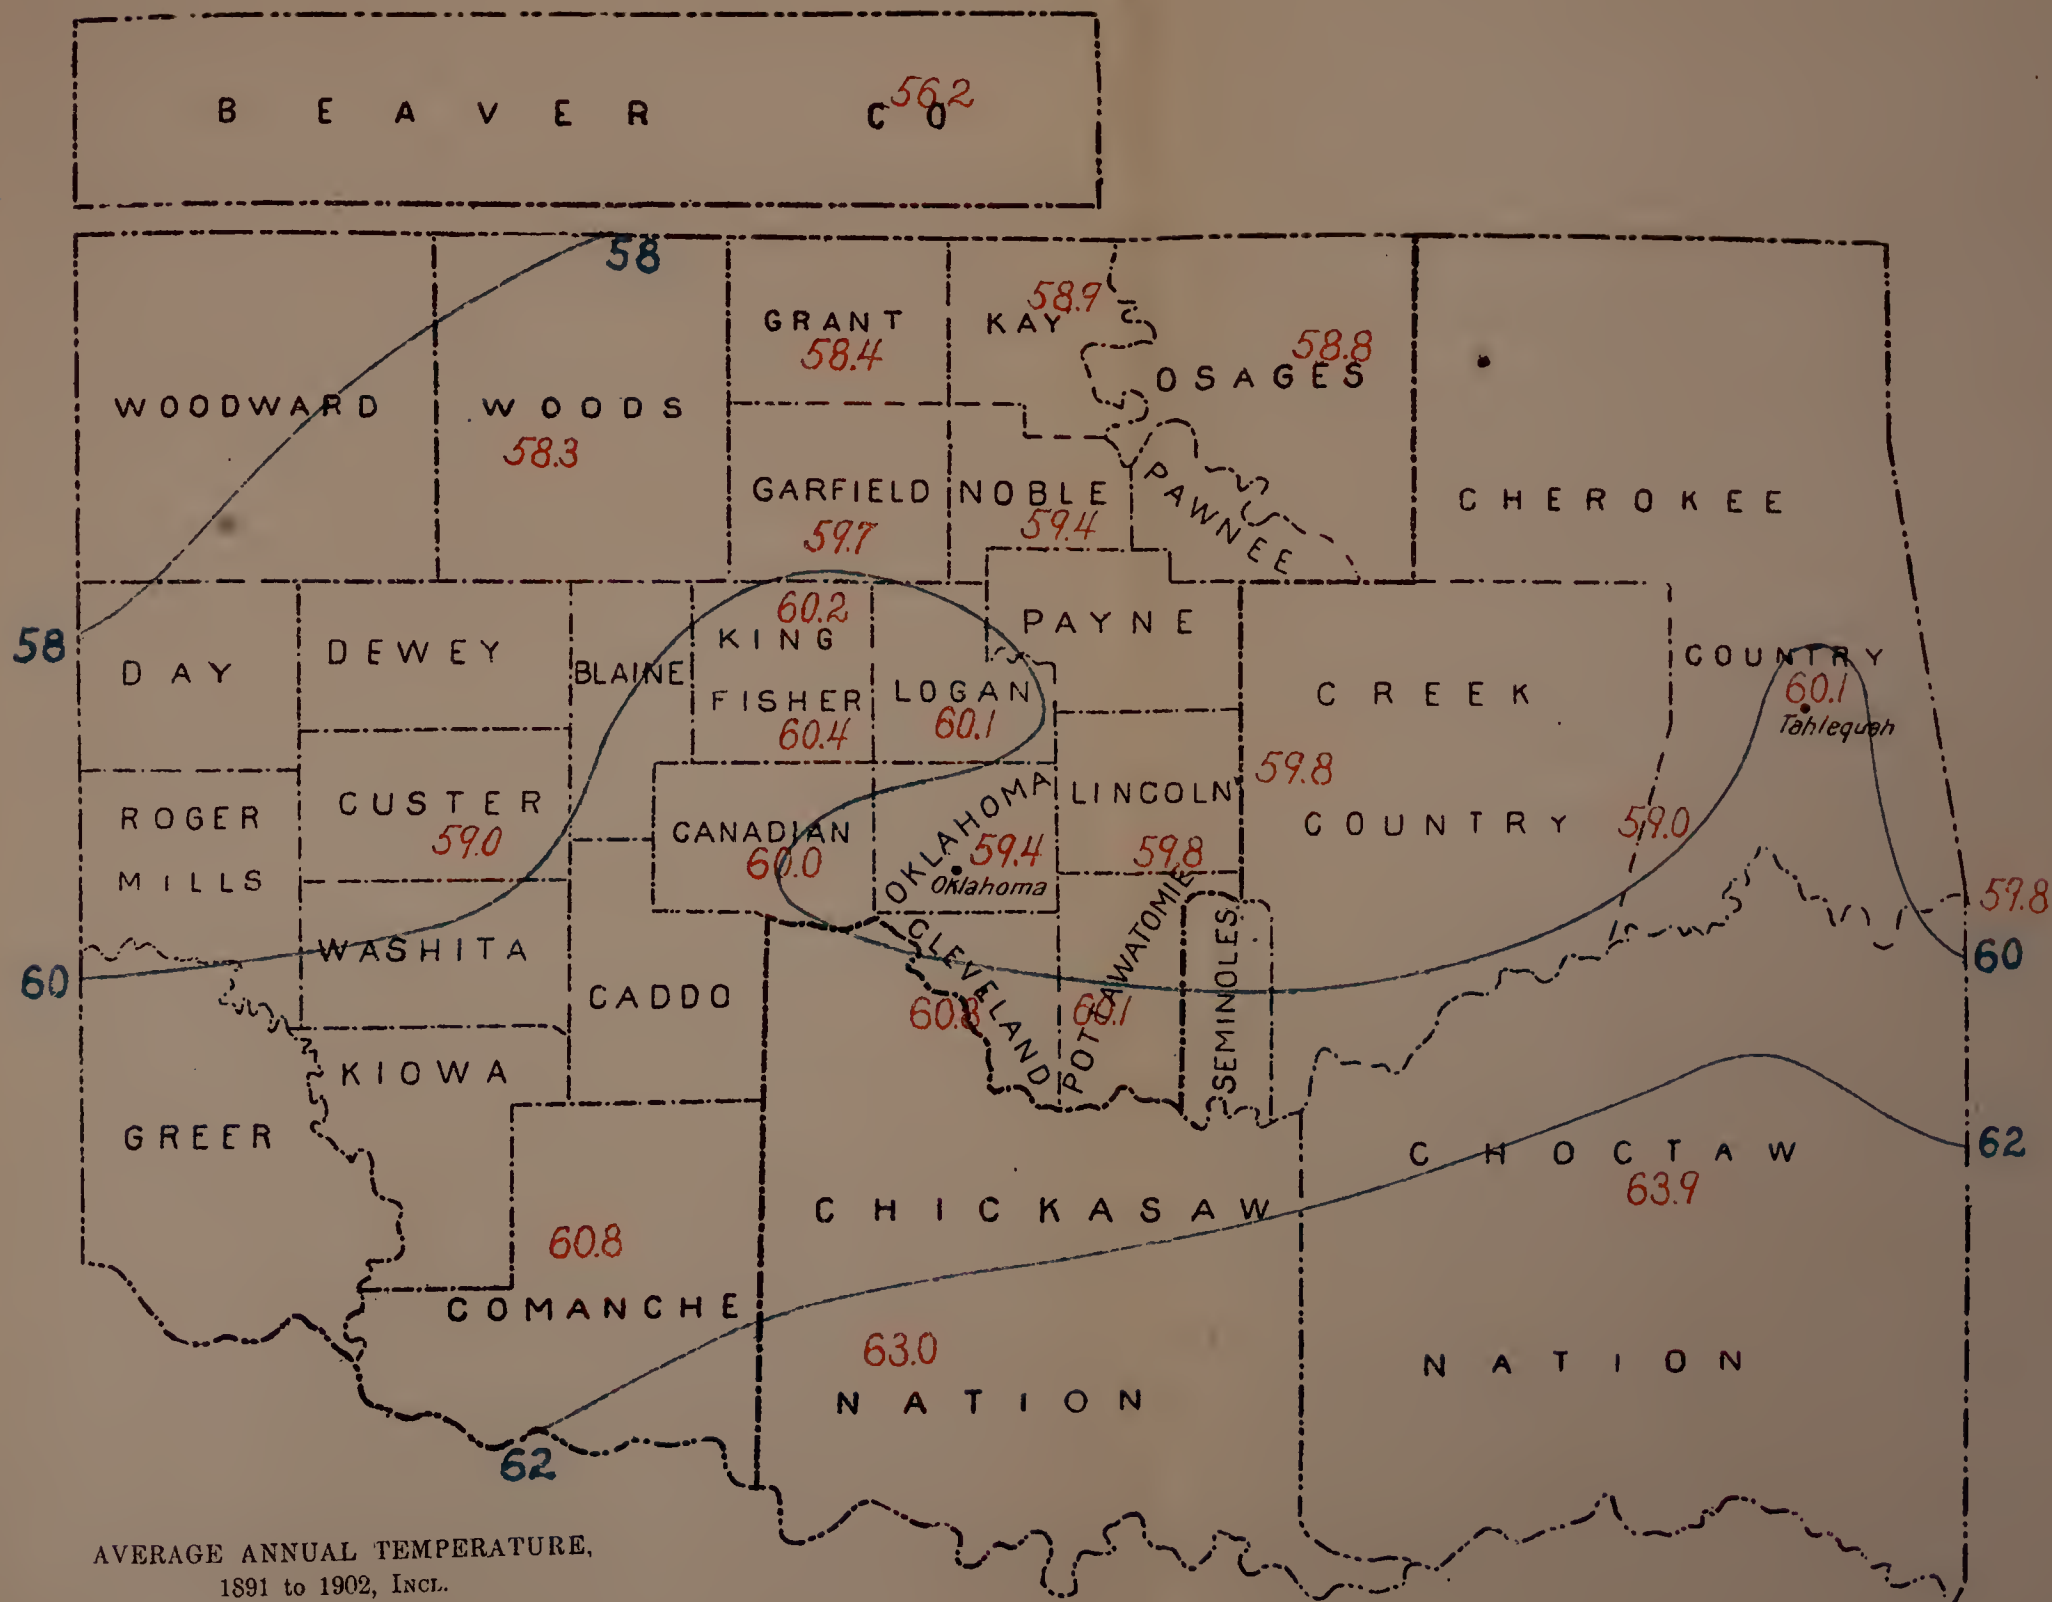 56.2
BEAVER CO
58
58.9
GRANT
KAY
58.4
58.8
OSAGES
WOODWARD
WOODS
58.3
PAWNEE
GARFIELD
NOBLE
CHEROKEE
59.7
59.4
60.2
58
DAY
DEWEY
BLAINE
KING
FISHER
60.4
LOGAN
60.1
PAYNE
CREEK
COUNTRY
60.1
Tahlequah
59.8
ROGER
MILLS
CUSTER
59.0
CANADIAN
60.0
OKLAHOMA
59.4
Oklahoma
LINCOLN
59.8
COUNTRY
59.0
59.8
60
WASHITA
60
CADDO
CLEVELAND
60.8
POTTAWATOMIE
60.1
SEMINOLES
KIOWA
GREER
CHOCTAW
62
63.9
CHICKASAW
60.8
COMANCHE
63.0
NATION
NATION
62
AVERAGE ANNUAL TEMPERATURE,
1891 to 1902, INCL.